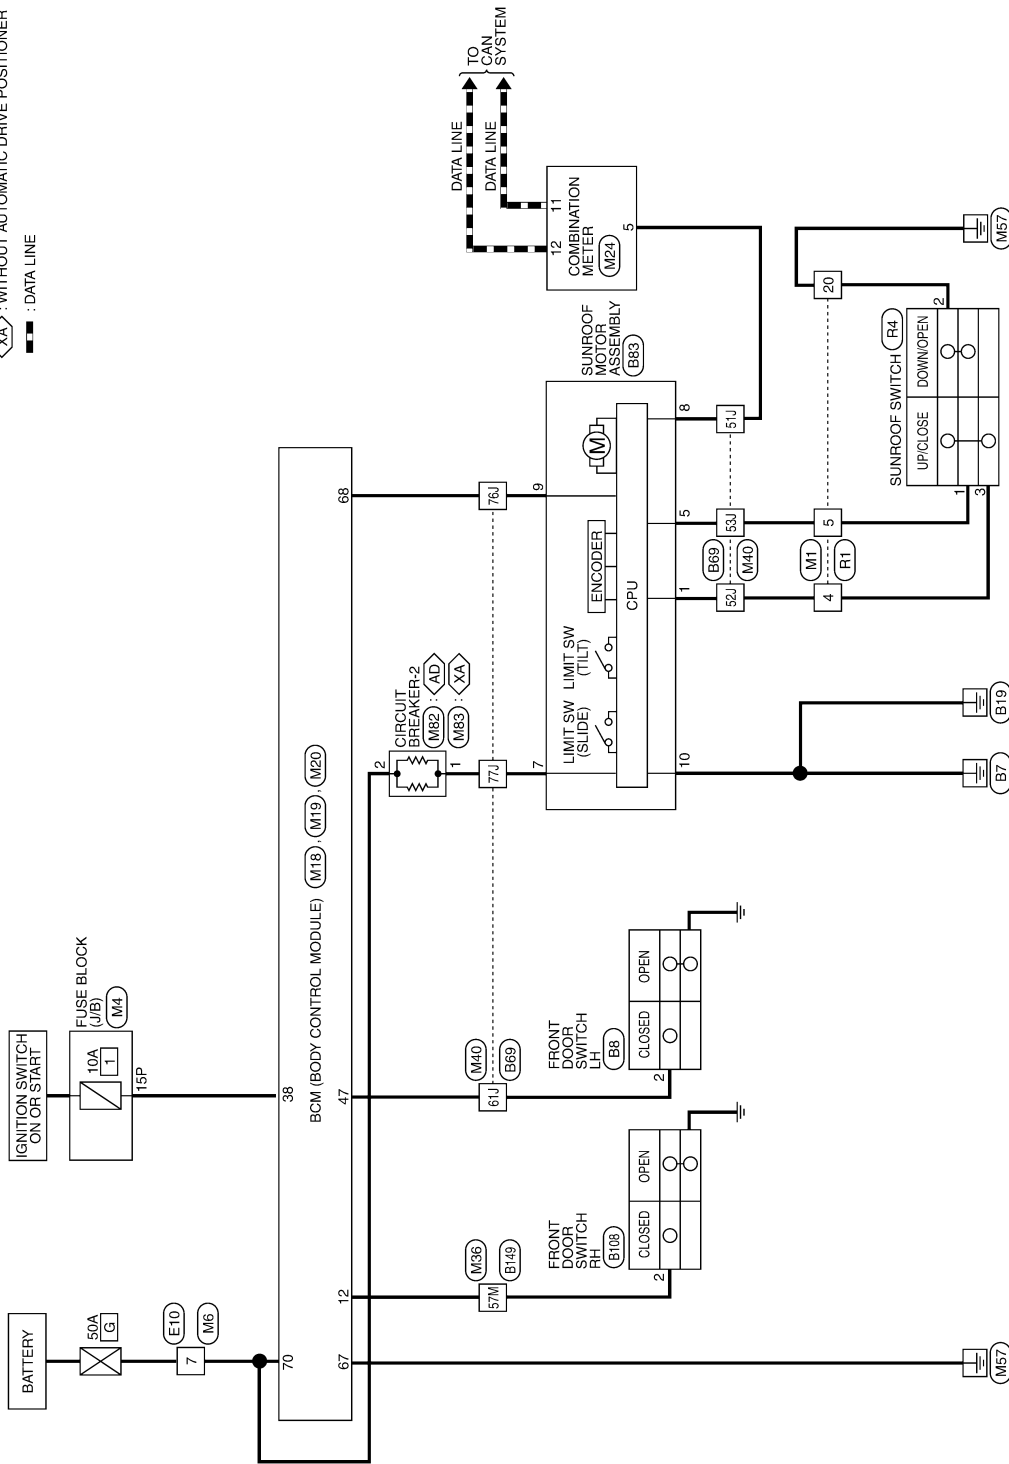 XA : WITHOUT AUTOMATIC DRIVE POSITIONER
: DATA LINE
BATTERY
50A
G
7
E10
M6
IGNITION SWITCH
ON OR START
FUSE BLOCK
(J/B)
M4
10A
1
15P
70
38
BCM (BODY CONTROL MODULE) M18 , M19 , M20
67
12
47
68
CIRCUIT
BREAKER-2
M82 : AD
M83 : XA
2
1
57M
M36
B149
61J
M40
B69
77J
76J
FRONT
DOOR
SWITCH
RH
B108
CLOSED
OPEN
2
FRONT
DOOR
SWITCH
LH
B8
CLOSED
OPEN
2
7
9
SUNROOF
MOTOR
ASSEMBLY
B83
LIMIT SW
(SLIDE)
LIMIT SW
(TILT)
ENCODER
M
CPU
10
1
5
8
52J
B69
M40
53J
51J
4
M1
R1
5
20
DATA LINE
DATA LINE
TO
CAN
SYSTEM
12
11
COMBINATION
METER
M24
5
SUNROOF SWITCH R4
UP/CLOSE
DOWN/OPEN
1
3
2
M57
B7
B19
M57